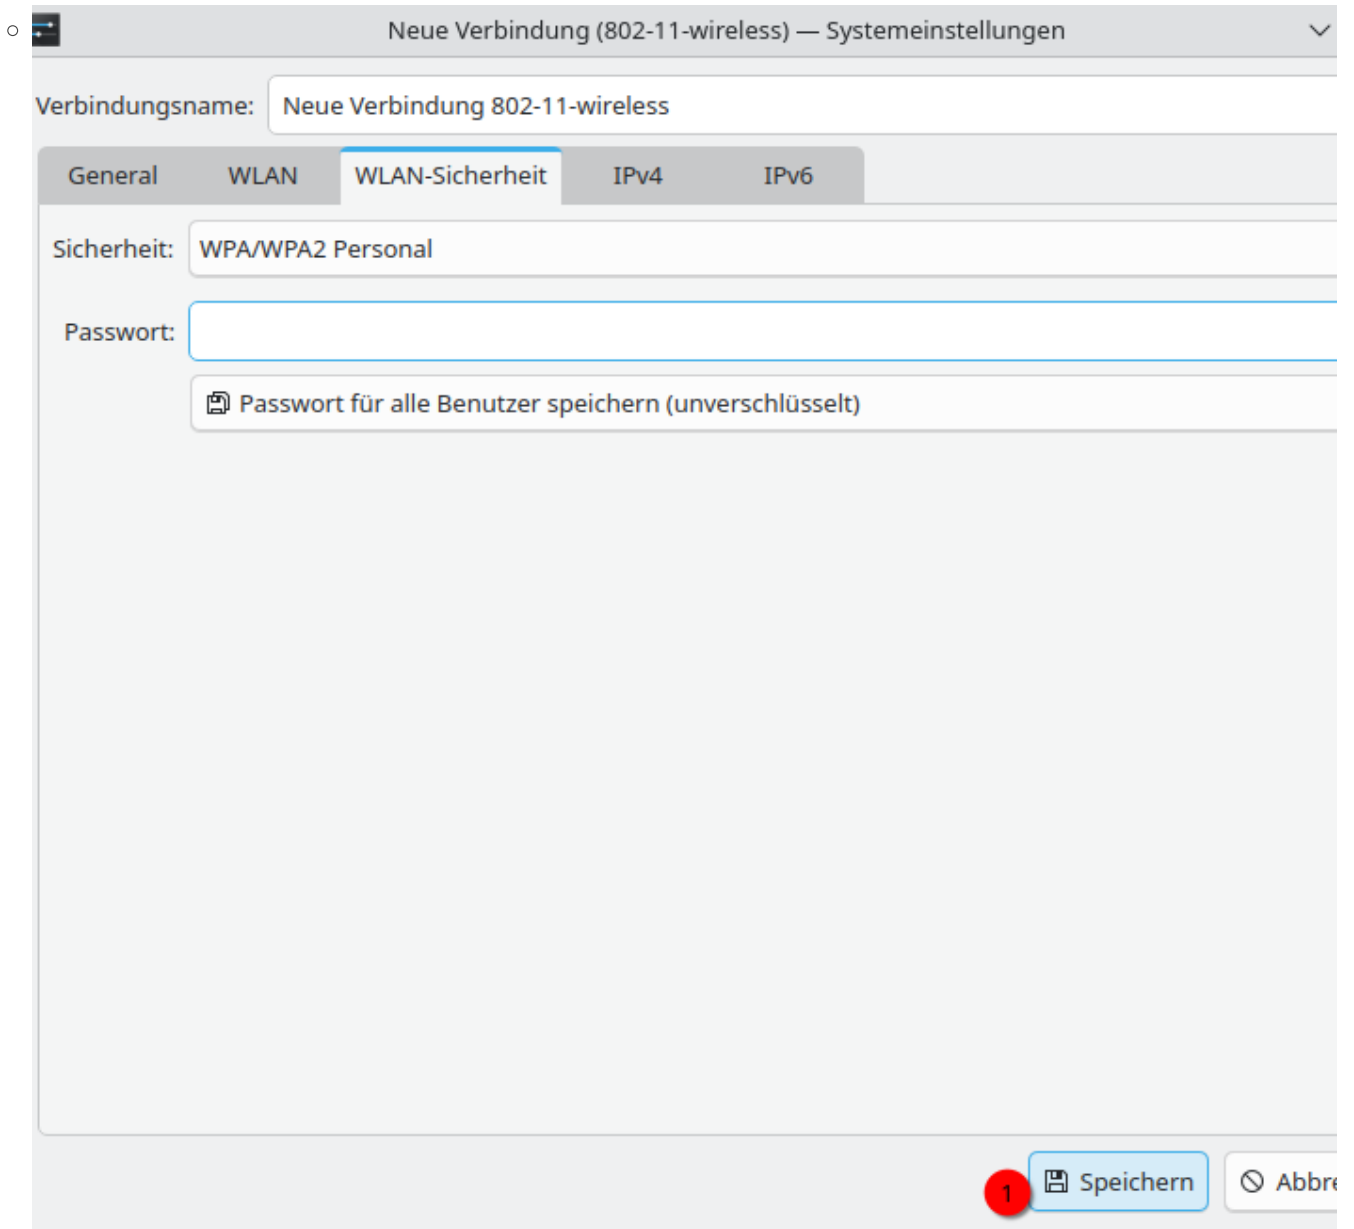 Neue Verbindung (802-11-wireless) — Systemeinstellungen
Verbindungsname: Neue Verbindung 802-11-wireless
General WLAN WLAN-Sicherheit IPv4 IPv6
Sicherheit: WPA/WPA2 Personal
Passwort:
Passwort für alle Benutzer speichern (unverschlüsselt)
1 Speichern Abbre